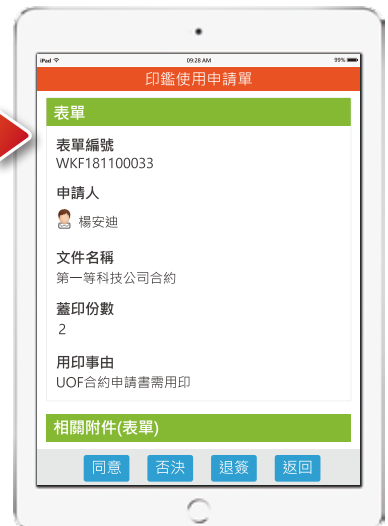 iPad 09:28 AM 99%
印鑑使用申請單
表單
表單編號
WKF181100033
申請人
楊安迪
文件名稱
第一等科技公司合約
蓋印份數
2
用印事由
UOF合約申請書需用印
相關附件(表單)
同意 否決 退簽 返回